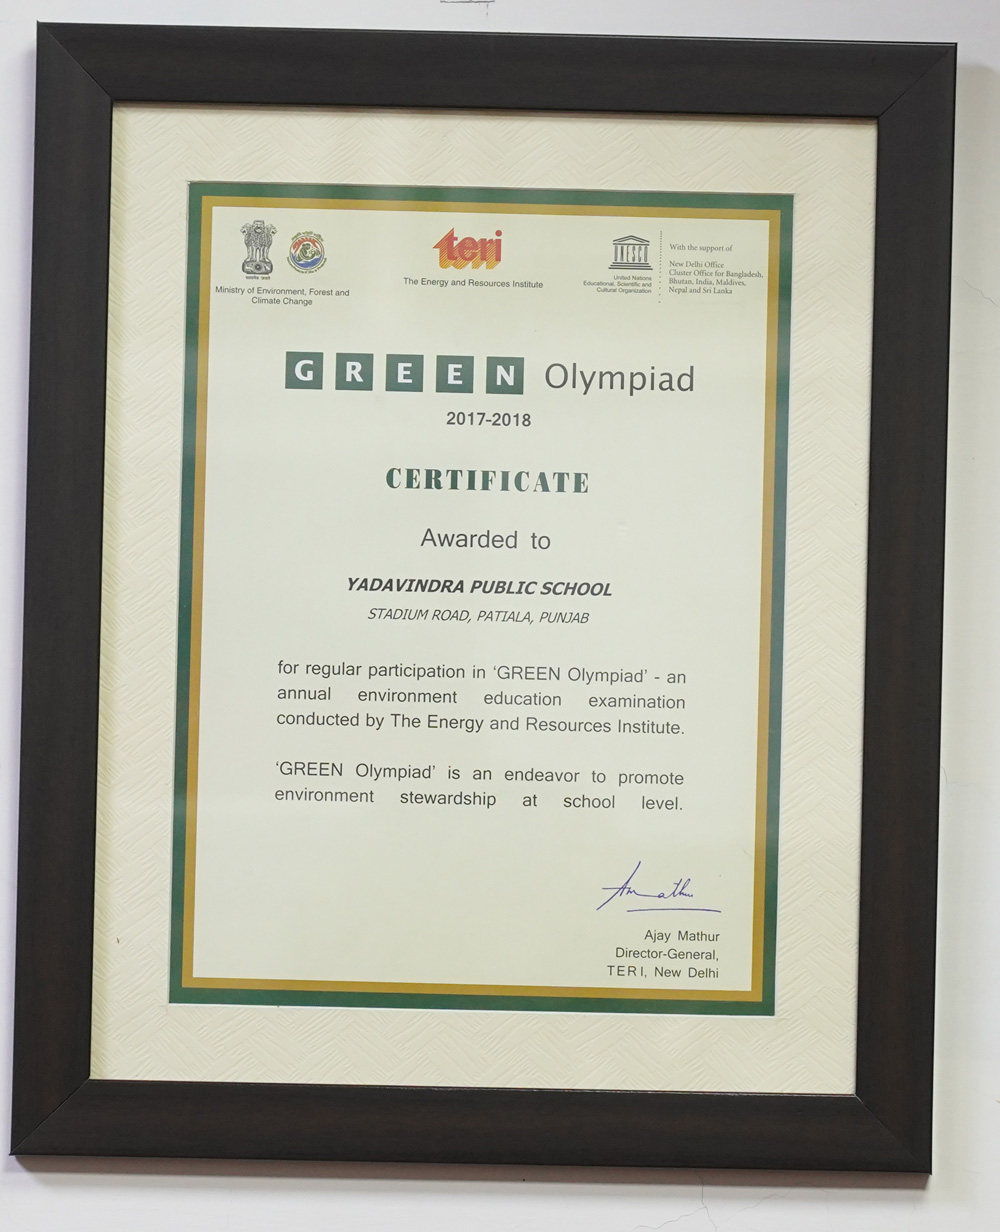 Ministry of Environment, Forest and
Climate Change
teri
The Energy and Resources Institute
UNESCO
United Nations
Educational, Scientific and
Cultural Organization
With the support of
New Delhi Office
Cluster Office for Bangladesh,
Bhutan, India, Maldives,
Nepal and Sri Lanka
GREEN Olympiad
2017-2018
CERTIFICATE
Awarded to
YADAVINDRA PUBLIC SCHOOL
STADIUM ROAD, PATIALA, PUNJAB
for regular participation in ‘GREEN Olympiad’ - an
annual environment education examination
conducted by The Energy and Resources Institute.
‘GREEN Olympiad’ is an endeavor to promote
environment stewardship at school level.
Ajay Mathur
Director-General,
TERI, New Delhi